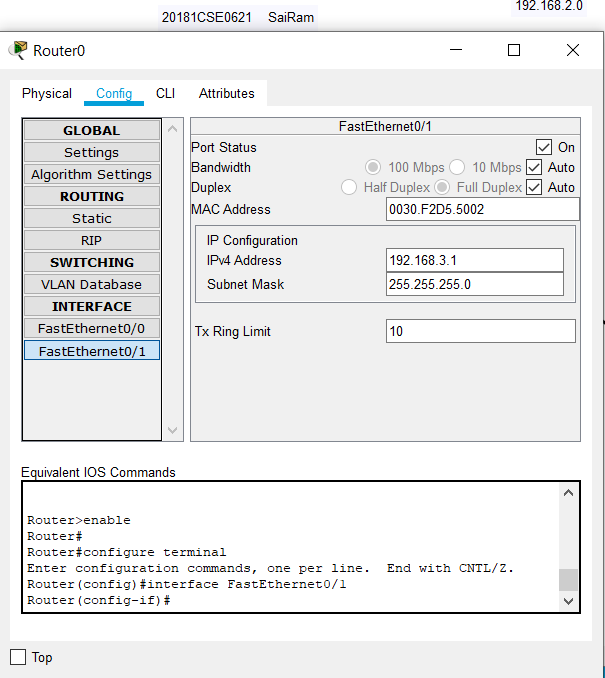 192.168.2.0
20181CSE0621 SaiRam
Router0
Physical Config CLI Attributes
GLOBAL
Settings
Algorithm Settings
ROUTING
Static
RIP
SWITCHING
VLAN Database
INTERFACE
FastEthernet0/0
FastEthernet0/1
FastEthernet0/1
Port Status On
Bandwidth 100 Mbps 10 Mbps Auto
Duplex Half Duplex Full Duplex Auto
MAC Address 0030.F2D5.5002
IP Configuration
IPv4 Address 192.168.3.1
Subnet Mask 255.255.255.0
Tx Ring Limit 10
Equivalent IOS Commands
Router>enable
Router#
Router#configure terminal
Enter configuration commands, one per line. End with CNTL/Z.
Router(config)#interface FastEthernet0/1
Router(config-if)#
Top